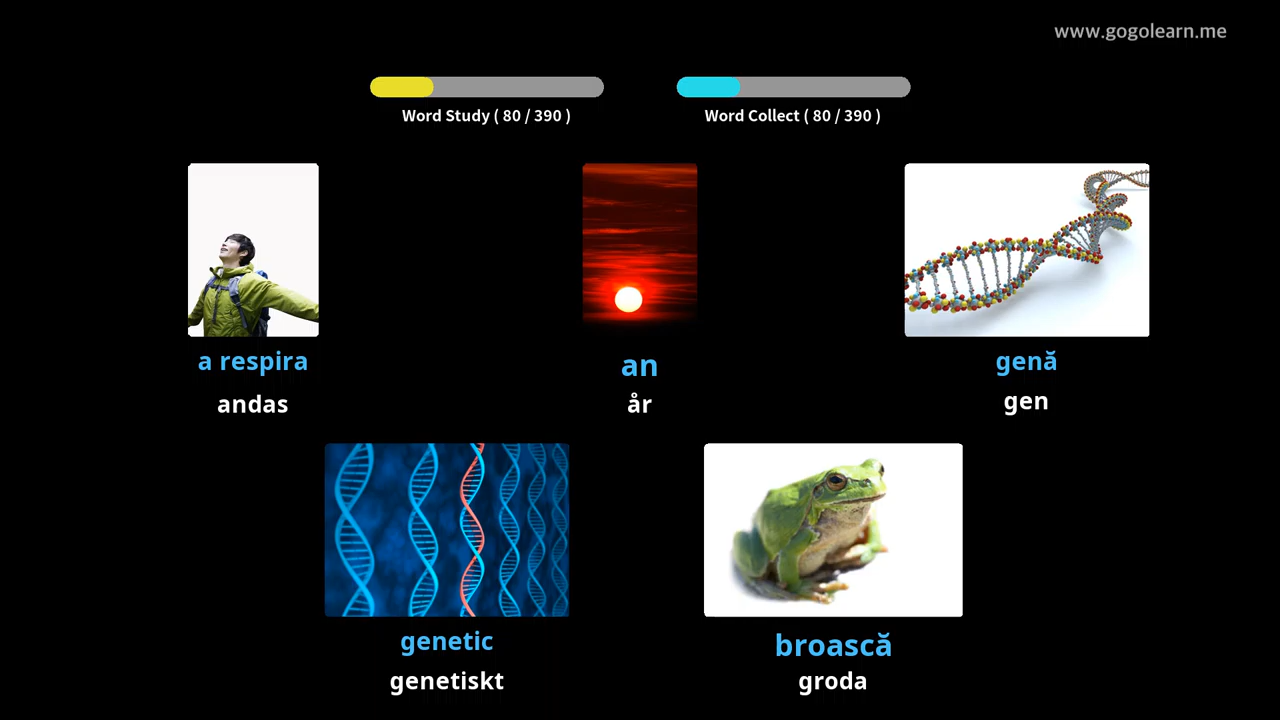 www.gogolearn.me
Word Study ( 80 / 390 )
Word Collect ( 80 / 390 )
a respira
andas
an
år
genă
gen
genetic
genetiskt
broască
groda